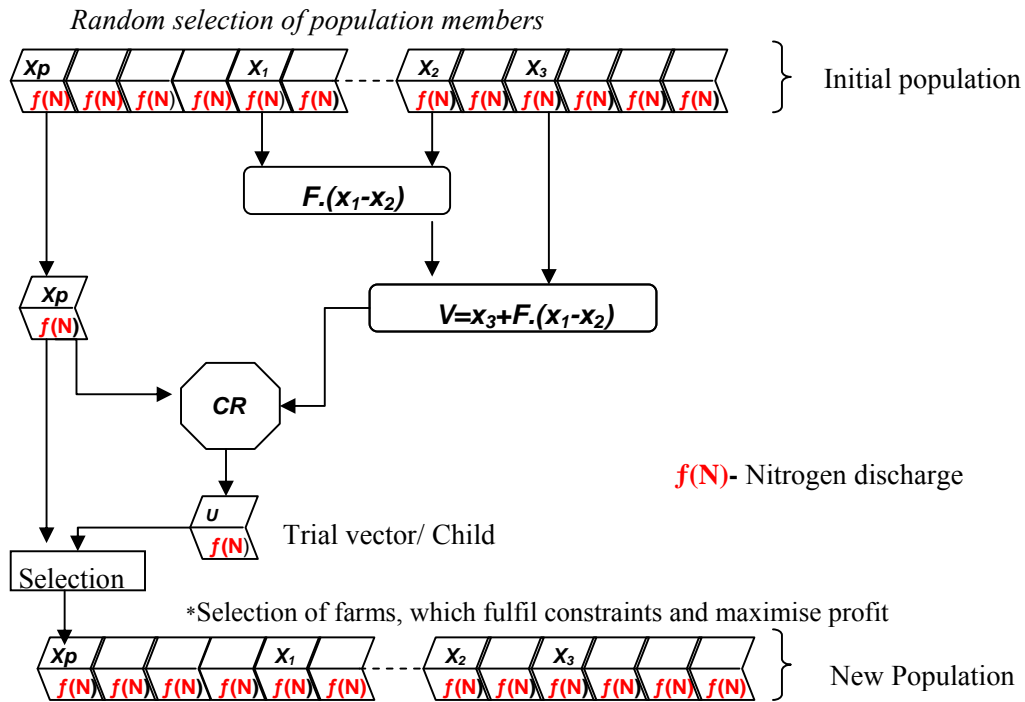 Random selection of population members
Xp X1 X2 X3
ƒ(N) ƒ(N) ƒ(N) ƒ(N) ƒ(N) ƒ(N) ƒ(N) ƒ(N) ƒ(N) ƒ(N) ƒ(N) ƒ(N)
Initial population
F.(x1-x2)
Xp
ƒ(N)
V=x3+F.(x1-x2)
CR
ƒ(N)- Nitrogen discharge
U
ƒ(N)
Trial vector/ Child
Selection
*Selection of farms, which fulfil constraints and maximise profit
Xp X1 X2 X3
ƒ(N) ƒ(N) ƒ(N) ƒ(N) ƒ(N) ƒ(N) ƒ(N) ƒ(N) ƒ(N) ƒ(N) ƒ(N) ƒ(N)
New Population